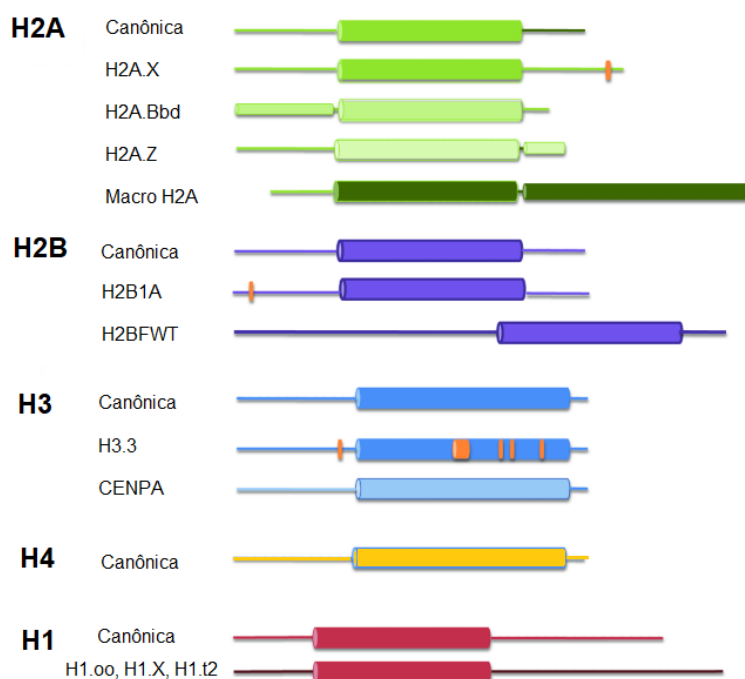 H2A
Canônica
H2A.X
H2A.Bbd
H2A.Z
Macro H2A
H2B
Canônica
H2B1A
H2BFWT
H3
Canônica
H3.3
CENPA
H4
Canônica
H1
Canônica
H1.oo, H1.X, H1.t2